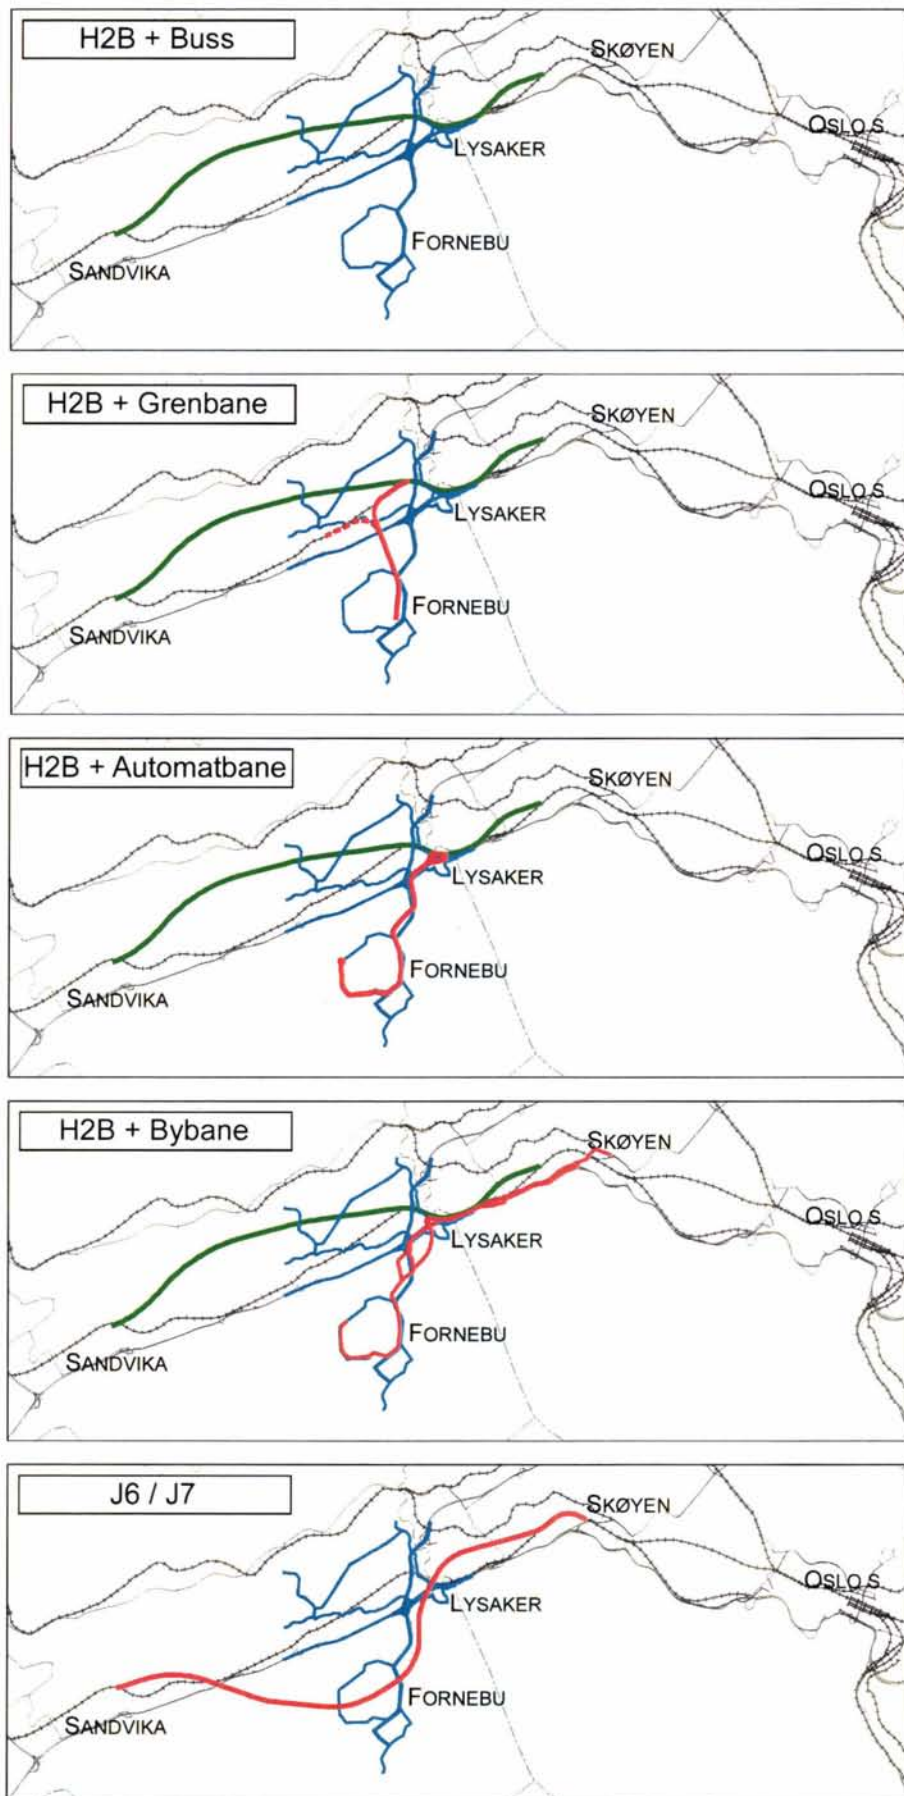 H2B + Buss
SKØYEN
OSLO S
LYSAKER
FORNEBU
SANDVIKA
H2B + Grenbane
SKØYEN
OSLO S
LYSAKER
FORNEBU
SANDVIKA
H2B + Automatbane
SKØYEN
OSLO S
LYSAKER
FORNEBU
SANDVIKA
H2B + Bybane
SKØYEN
OSLO S
LYSAKER
FORNEBU
SANDVIKA
J6 / J7
SKØYEN
OSLO S
LYSAKER
FORNEBU
SANDVIKA